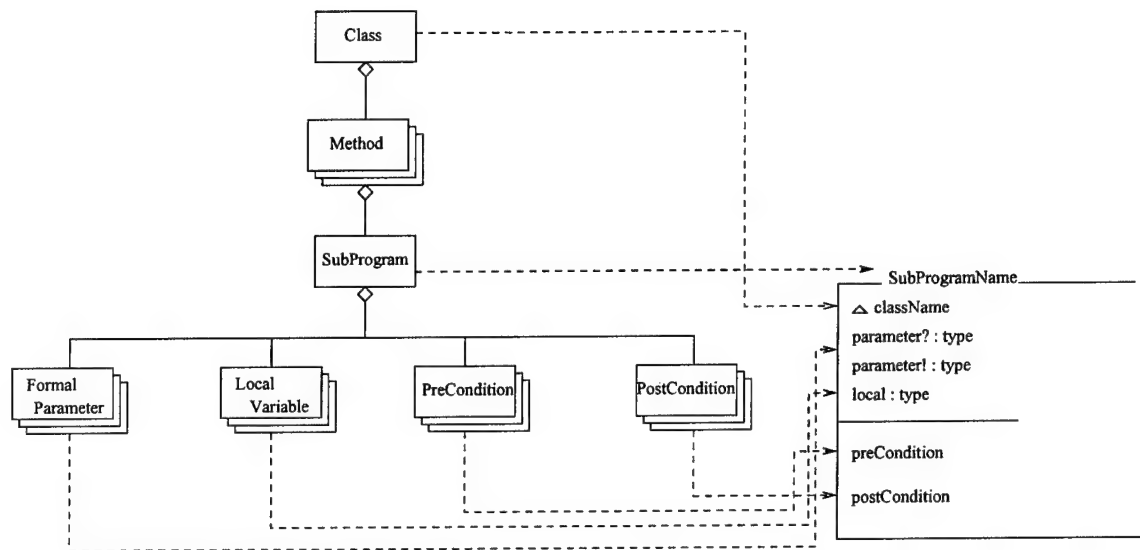 Class
Method
SubProgram
SubProgramName
△ className
parameter? : type
parameter! : type
local : type
Formal
Parameter
Local
Variable
PreCondition
PostCondition
preCondition
postCondition